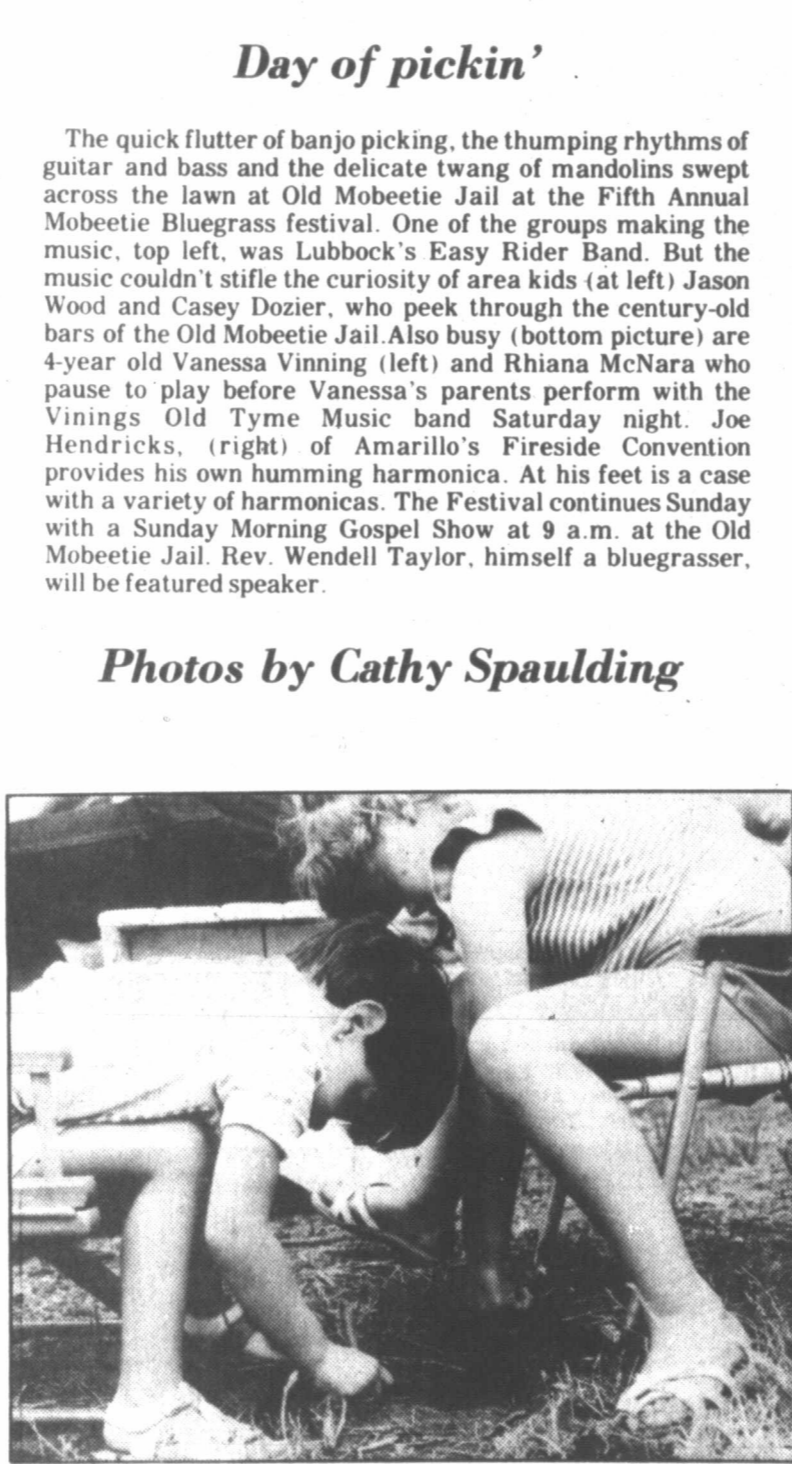 Day of pickin'
The quick flutter of banjo picking, the thumping rhythms of
guitar and bass and the delicate twang of mandolins swept
across the lawn at Old Mobeetie Jail at the Fifth Annual
Mobeetie Bluegrass festival. One of the groups making the
music, top left, was Lubbock's Easy Rider Band. But the
music couldn't stifle the curiosity of area kids (at left) Jason
Wood and Casey Dozier, who peek through the century-old
bars of the Old Mobeetie Jail.Also busy (bottom picture) are
4-year old Vanessa Vinning (left) and Rhiana McNara who
pause to play before Vanessa's parents perform with the
Vinings Old Tyme Music band Saturday night. Joe
Hendricks, (right) of Amarillo's Fireside Convention
provides his own humming harmonica. At his feet is a case
with a variety of harmonicas. The Festival continues Sunday
with a Sunday Morning Gospel Show at 9 a.m. at the Old
Mobeetie Jail. Rev. Wendell Taylor, himself a bluegrasser,
will be featured speaker.
Photos by Cathy Spaulding